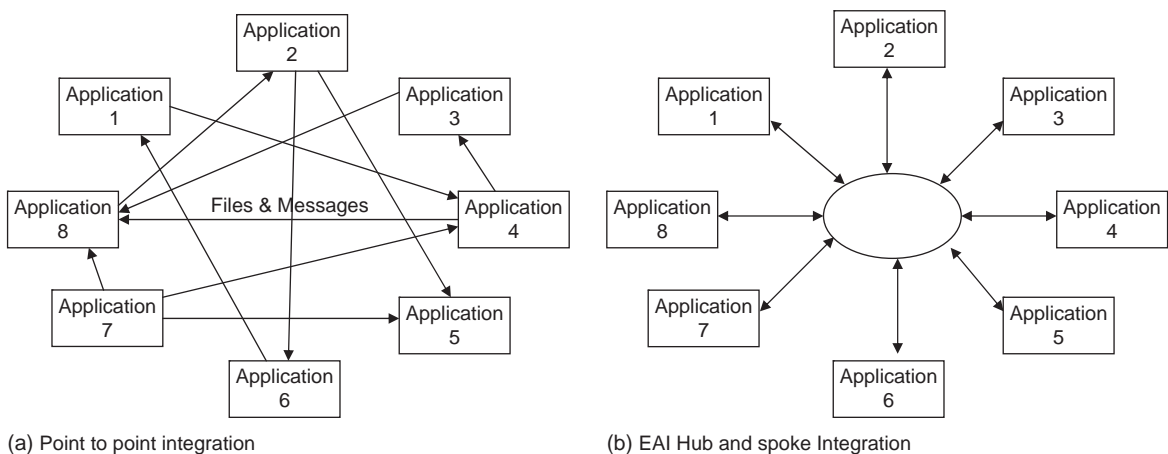 Application
2
Application
1
Application
3
Files & Messages
Application
8
Application
4
Application
7
Application
5
Application
6
(a) Point to point integration
Application
2
Application
1
Application
3
Application
8
Application
4
Application
7
Application
5
Application
6
(b) EAI Hub and spoke Integration